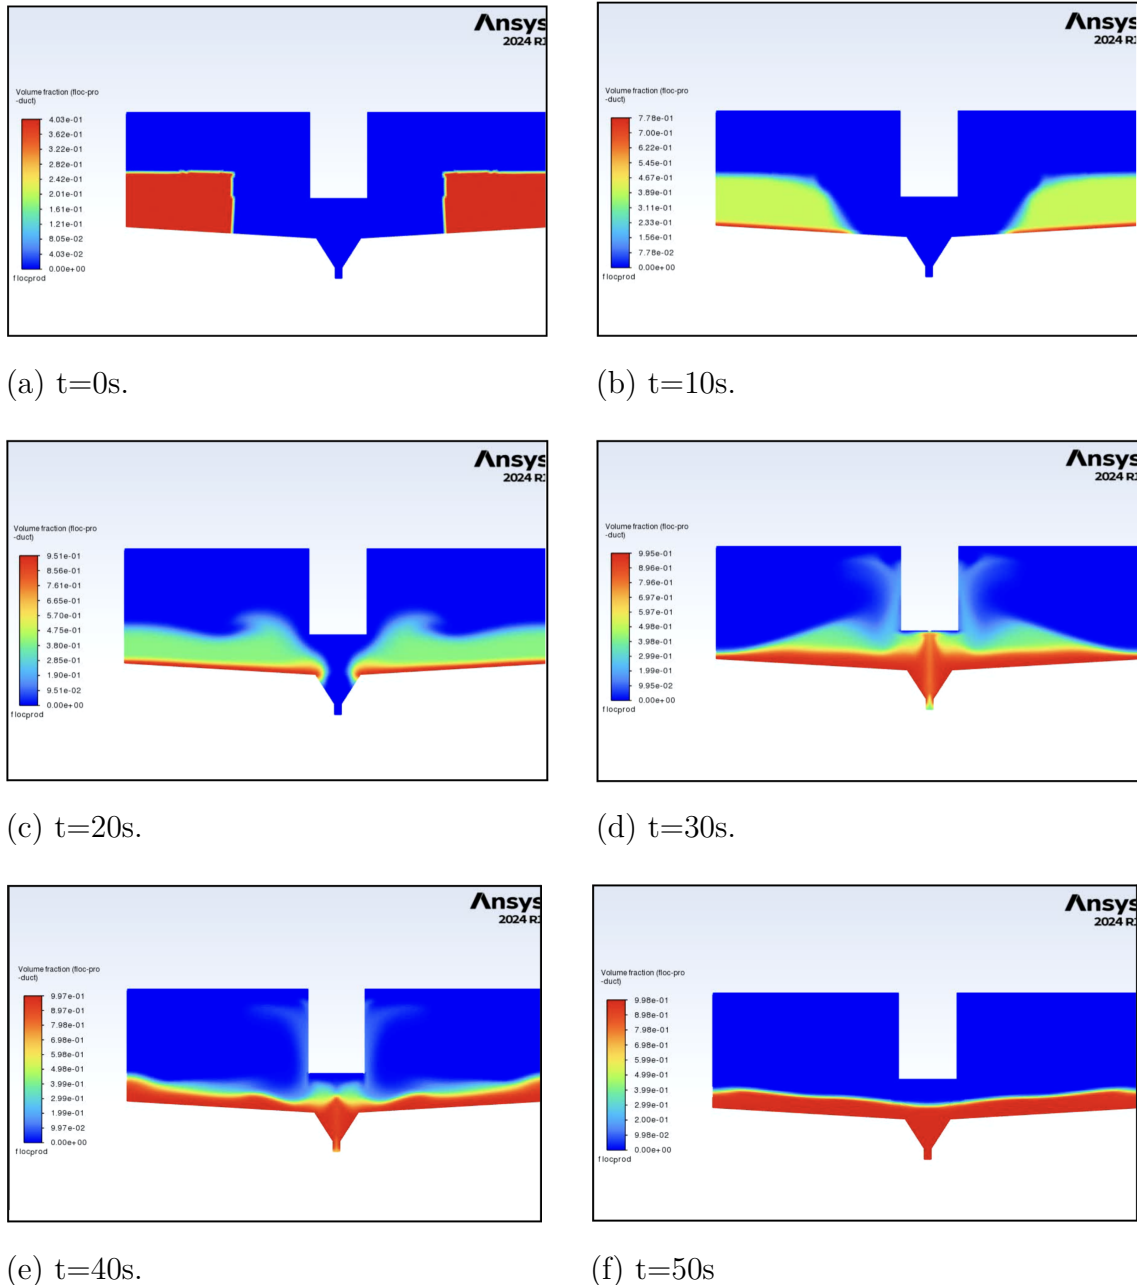 Ansys
2024 R1
Volume fraction (floc-pro
-duct)
4.03e-01
3.62e-01
3.22e-01
2.82e-01
2.42e-01
2.01e-01
1.61e-01
1.21e-01
8.05e-02
4.03e-02
0.00e+00
flocprod
(a) t=0s.
Ansys
2024 R1
Volume fraction (floc-pro
-duct)
7.78e-01
7.00e-01
6.22e-01
5.45e-01
4.67e-01
3.89e-01
3.11e-01
2.33e-01
1.56e-01
7.78e-02
0.00e+00
flocprod
(b) t=10s.
Ansys
2024 R1
Volume fraction (floc-pro
-duct)
9.51e-01
8.56e-01
7.61e-01
6.65e-01
5.70e-01
4.75e-01
3.80e-01
2.85e-01
1.90e-01
9.51e-02
0.00e+00
flocprod
(c) t=20s.
Ansys
2024 R1
Volume fraction (floc-pro
-duct)
9.95e-01
8.96e-01
7.96e-01
6.97e-01
5.97e-01
4.98e-01
3.98e-01
2.99e-01
1.99e-01
9.95e-02
0.00e+00
flocprod
(d) t=30s.
Ansys
2024 R1
Volume fraction (floc-pro
-duct)
9.97e-01
8.97e-01
7.98e-01
6.98e-01
5.98e-01
4.98e-01
3.99e-01
2.99e-01
1.99e-01
9.97e-02
0.00e+00
flocprod
(e) t=40s.
Ansys
2024 R1
Volume fraction (floc-pro
-duct)
9.98e-01
8.98e-01
7.98e-01
6.98e-01
5.99e-01
4.99e-01
3.99e-01
2.99e-01
2.00e-01
9.98e-02
0.00e+00
flocprod
(f) t=50s